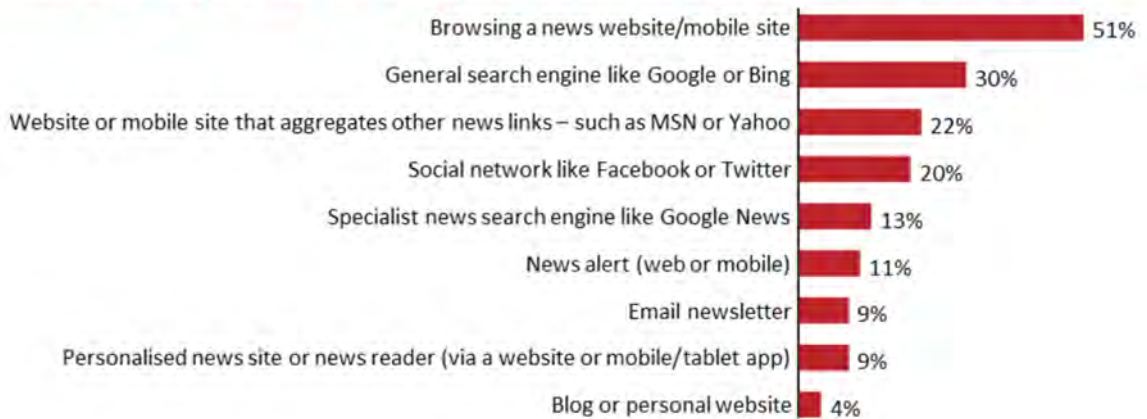 Browsing a news website/mobile site 51%
General search engine like Google or Bing 30%
Website or mobile site that aggregates other news links – such as MSN or Yahoo 22%
Social network like Facebook or Twitter 20%
Specialist news search engine like Google News 13%
News alert (web or mobile) 11%
Email newsletter 9%
Personalised news site or news reader (via a website or mobile/tablet app) 9%
Blog or personal website 4%